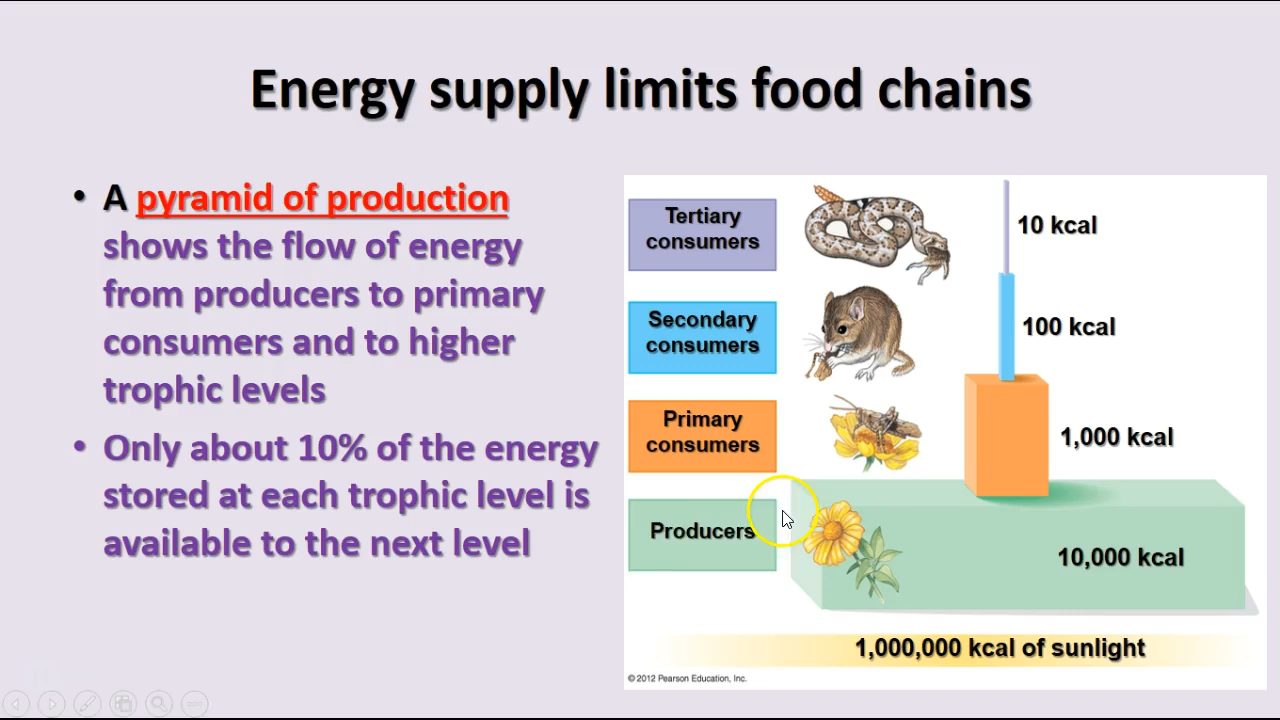 Energy supply limits food chains
• A pyramid of production
shows the flow of energy
from producers to primary
consumers and to higher
trophic levels
• Only about 10% of the energy
stored at each trophic level is
available to the next level
Tertiary
consumers
10 kcal
Secondary
consumers
100 kcal
Primary
consumers
1,000 kcal
Producers
10,000 kcal
1,000,000 kcal of sunlight
© 2012 Pearson Education, Inc.